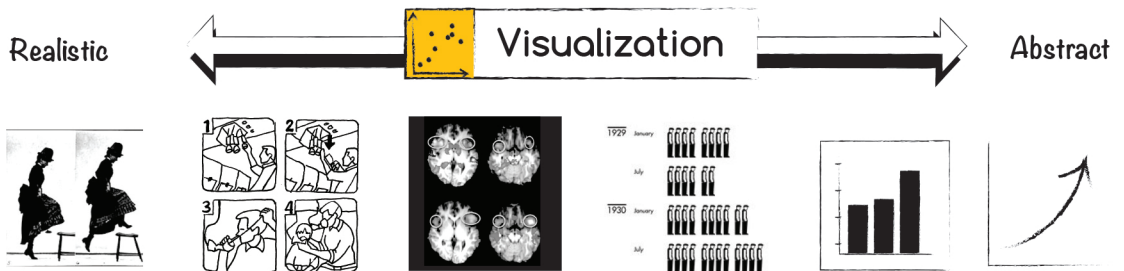 Realistic
Visualization
Abstract
1
2
3
4
1929 January
July
1930 January
July